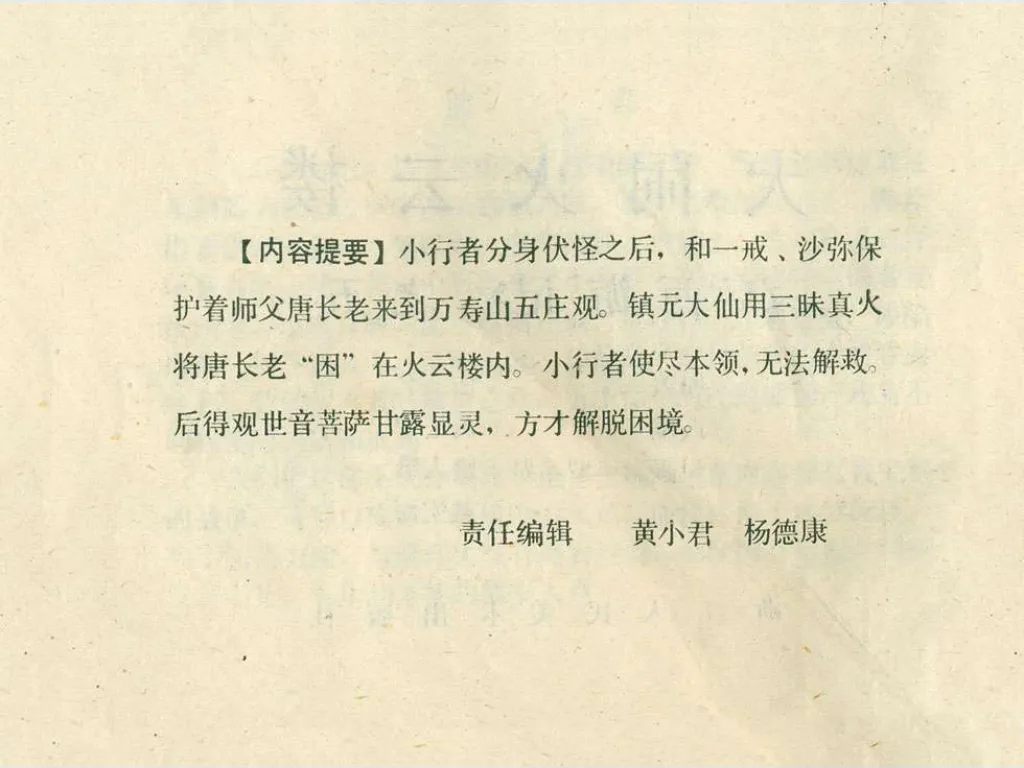 【内容提要】小行者分身伏怪之后，和一戒、沙弥保
护着师父唐长老来到万寿山五庄观。镇元大仙用三昧真火
将唐长老“困”在火云楼内。小行者使尽本领，无法解救。
后得观世音菩萨甘露显灵，方才解脱困境。
责任编辑 黄小君 杨德康